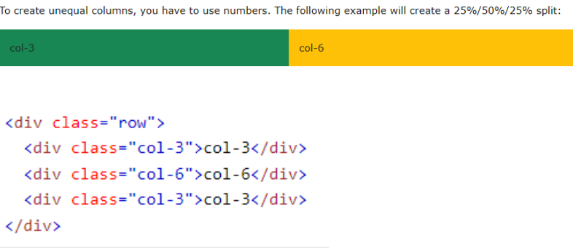 To create unequal columns, you have to use numbers. The following example will create a 25%/50%/25% split:
col-3 col-6
<div class="row">
<div class="col-3">col-3</div>
<div class="col-6">col-6</div>
<div class="col-3">col-3</div>
</div>